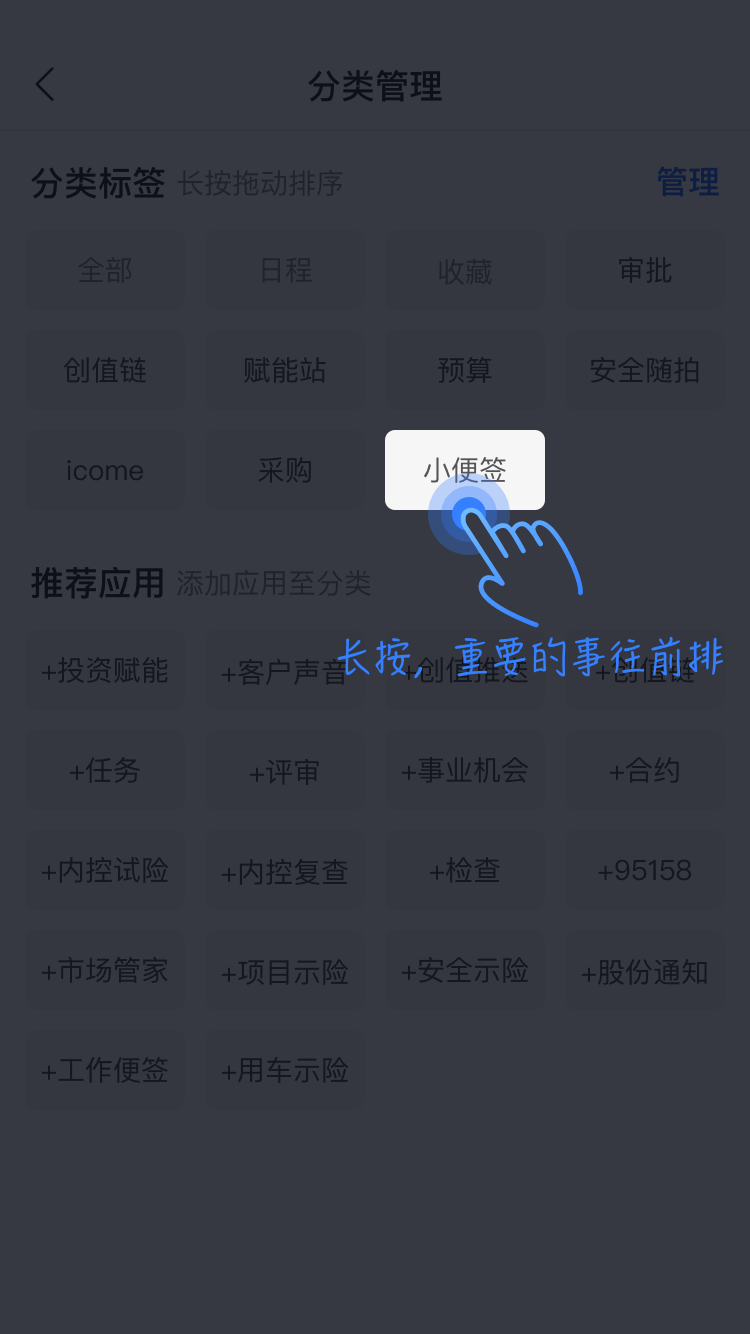 分类管理
分类标签 长按拖动排序 管理
全部 日程 收藏 审批
创值链 赋能站 预算 安全随拍
icome 采购 小便签
推荐应用 添加应用至分类
长按，重要的事往前排
+投资赋能 +客户声音 +创值推送 +创值链
+任务 +评审 +事业机会 +合约
+内控试险 +内控复查 +检查 +95158
+市场管家 +项目示险 +安全示险 +股份通知
+工作便签 +用车示险